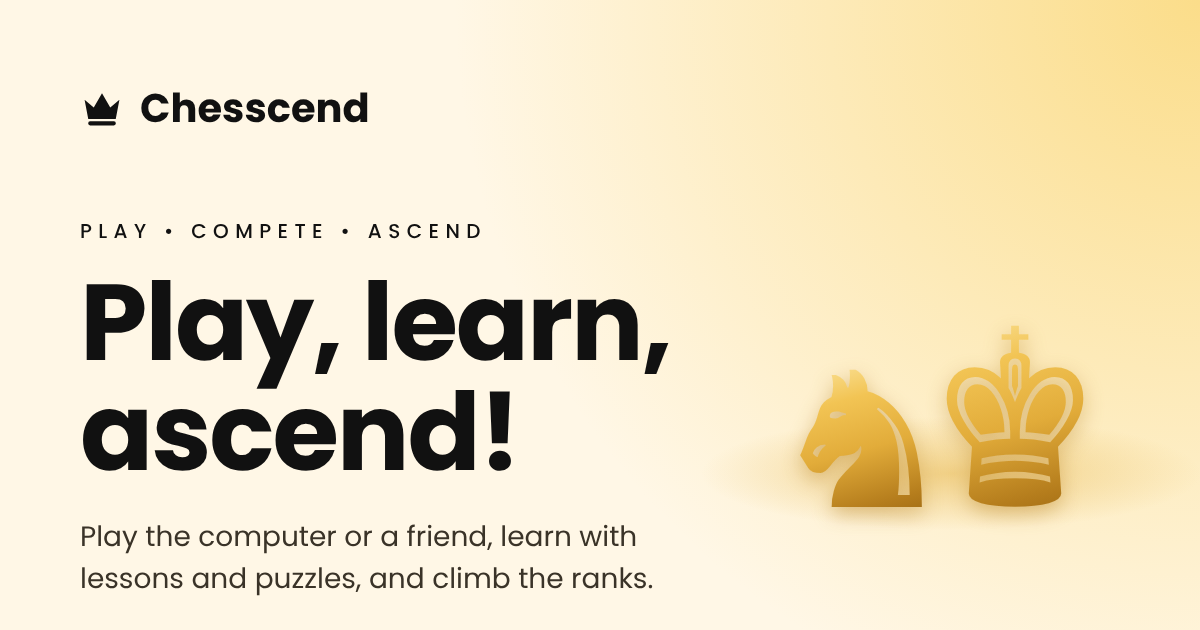 Chesscend
PLAY • COMPETE • ASCEND
Play, learn,
ascend!
Play the computer or a friend, learn with
lessons and puzzles, and climb the ranks.